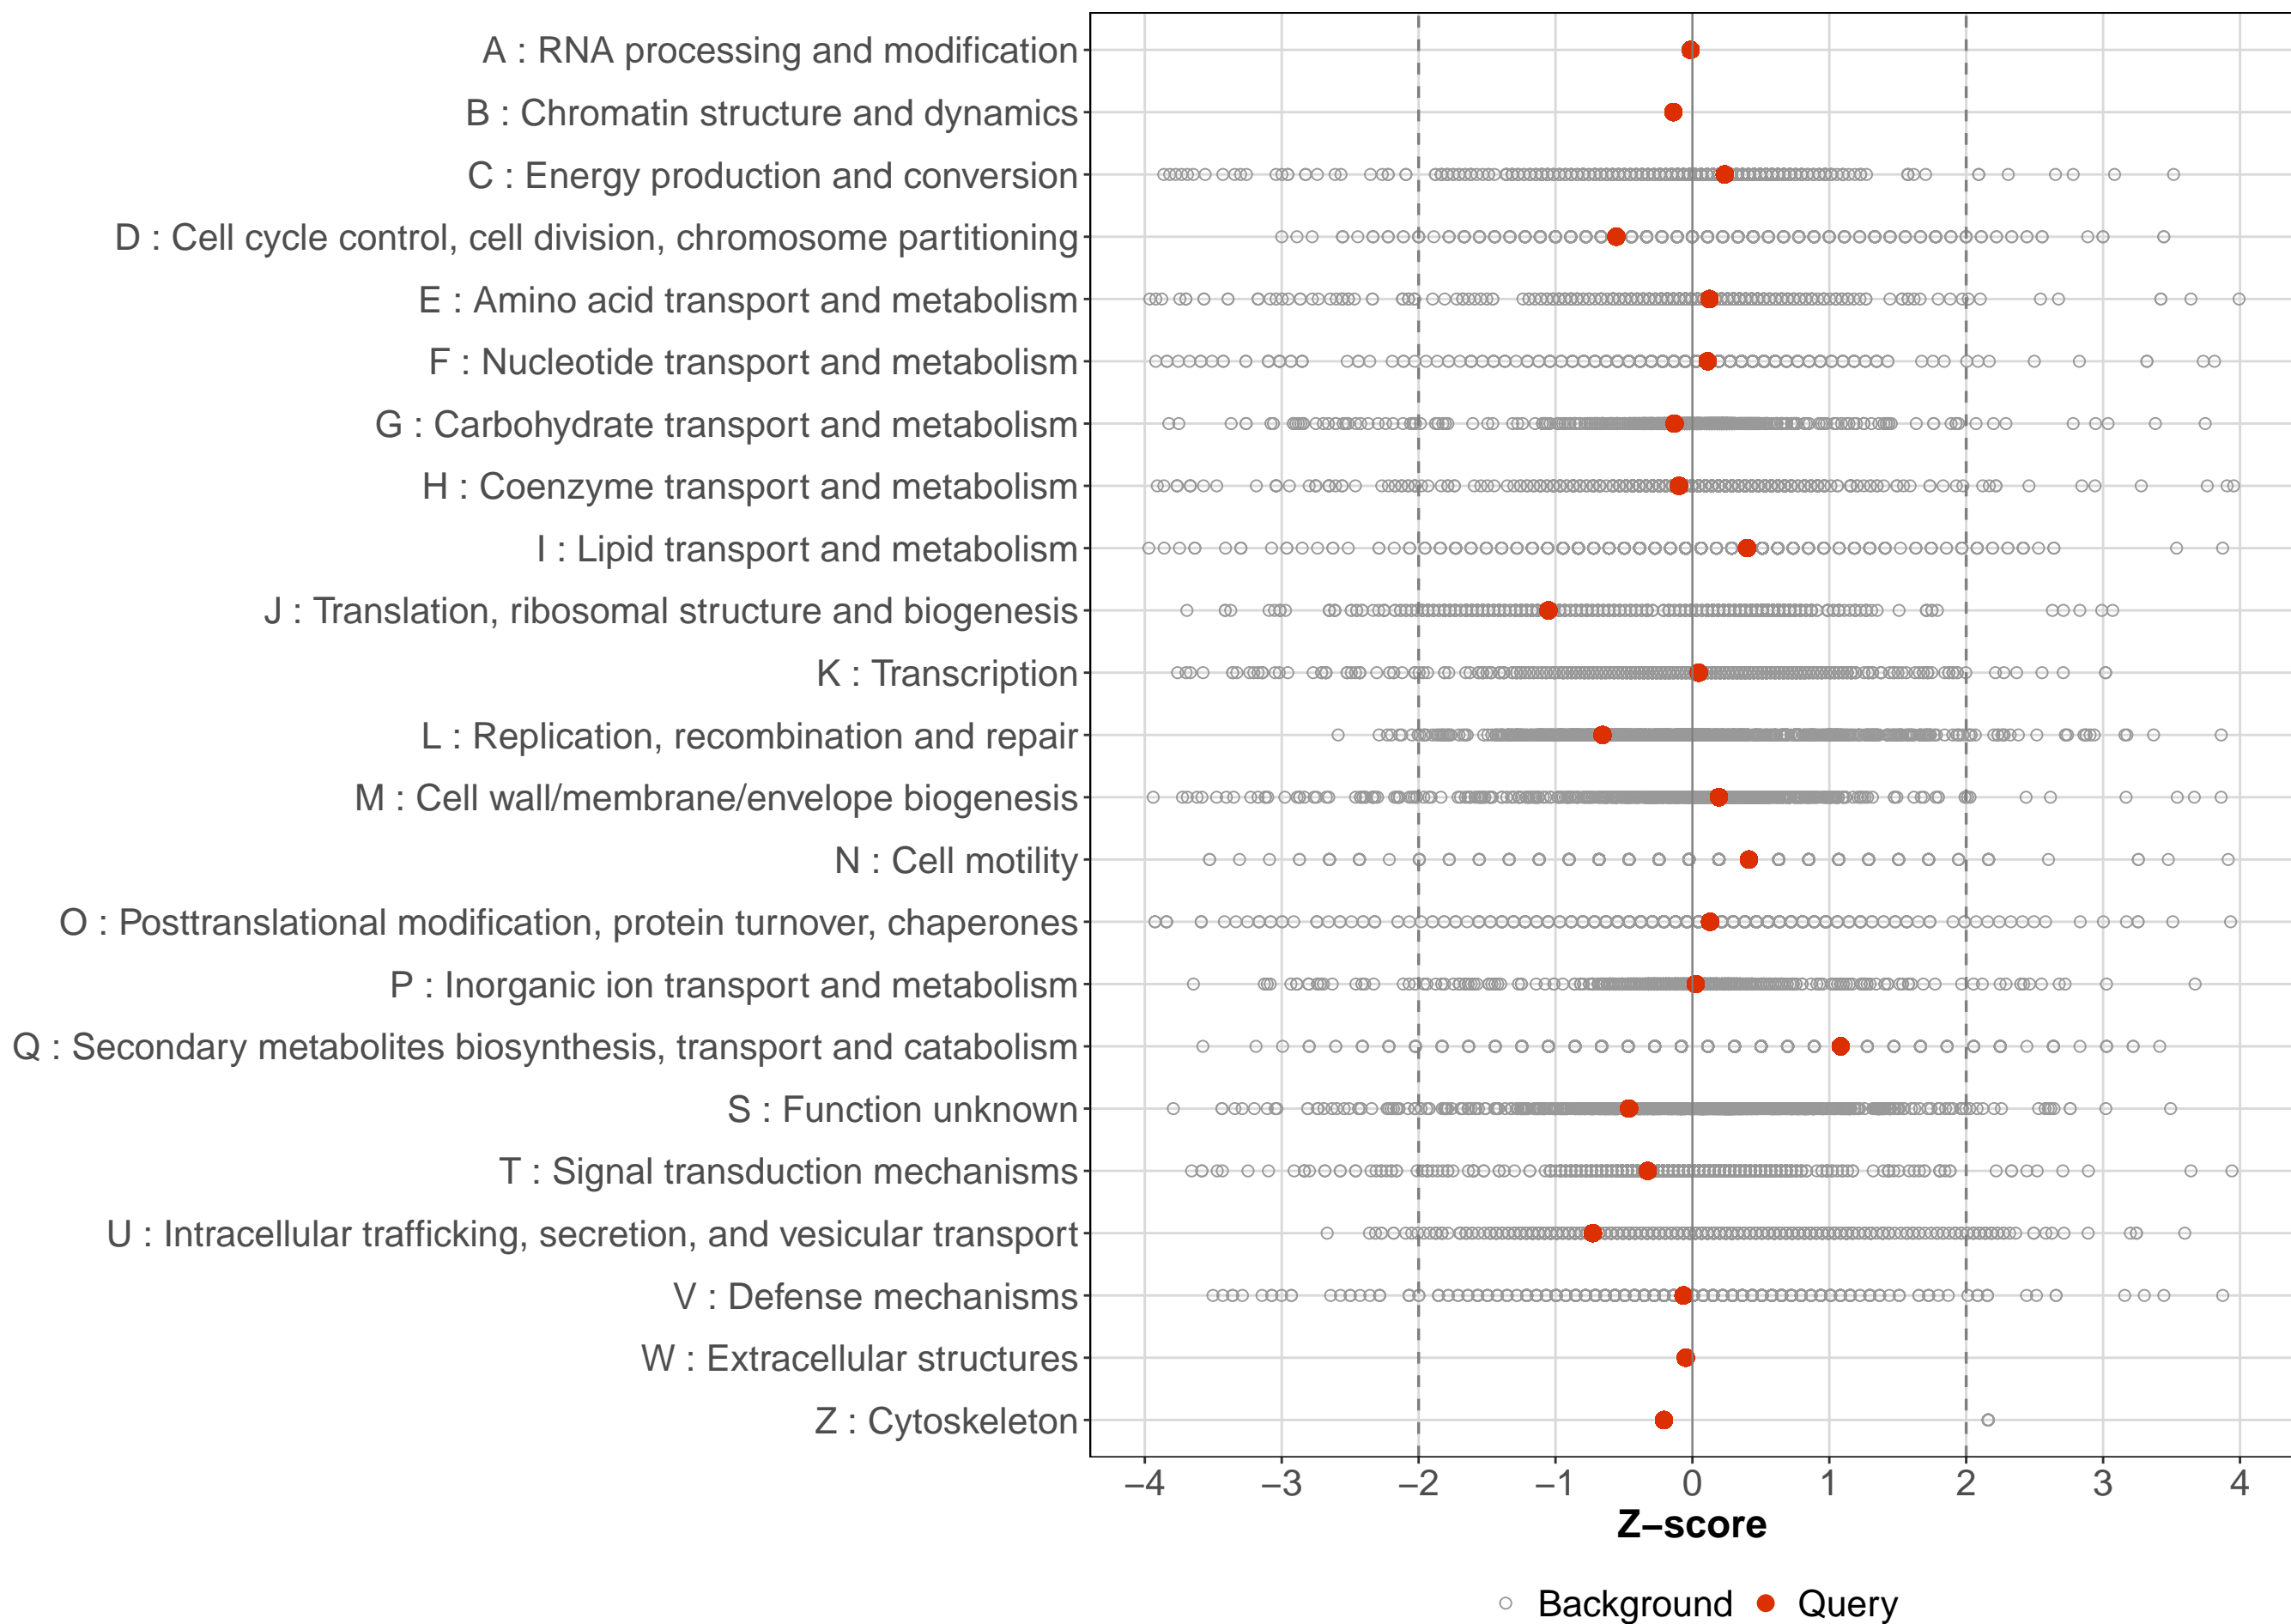 A : RNA processing and modification
B : Chromatin structure and dynamics
C : Energy production and conversion
D : Cell cycle control, cell division, chromosome partitioning
E : Amino acid transport and metabolism
F : Nucleotide transport and metabolism
G : Carbohydrate transport and metabolism
H : Coenzyme transport and metabolism
I : Lipid transport and metabolism
J : Translation, ribosomal structure and biogenesis
K : Transcription
L : Replication, recombination and repair
M : Cell wall/membrane/envelope biogenesis
N : Cell motility
O : Posttranslational modification, protein turnover, chaperones
P : Inorganic ion transport and metabolism
Q : Secondary metabolites biosynthesis, transport and catabolism
S : Function unknown
T : Signal transduction mechanisms
U : Intracellular trafficking, secretion, and vesicular transport
V : Defense mechanisms
W : Extracellular structures
Z : Cytoskeleton
−4 −3 −2 −1 0 1 2 3 4
Z−score
Background Query